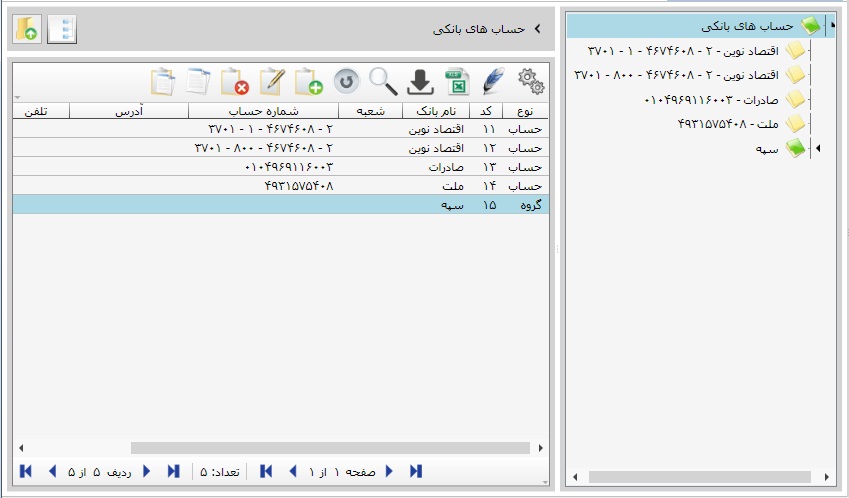 حساب های بانکی
اقتصاد نوین - ۲ - ۴۶۷۴۶۰۸ - ۱ - ۳۷۰۱
اقتصاد نوین - ۲ - ۴۶۷۴۶۰۸ - ۸۰۰ - ۳۷۰۱
صادرات - ۰۱۰۴۹۶۹۱۱۶۰۰۳
ملت - ۴۹۳۱۵۷۵۴۰۸
سپه
حساب های بانکی
نوع کد نام بانک شعبه شماره حساب آدرس تلفن
حساب ۱۱ اقتصاد نوین ۲ - ۴۶۷۴۶۰۸ - ۱ - ۳۷۰۱
حساب ۱۲ اقتصاد نوین ۲ - ۴۶۷۴۶۰۸ - ۸۰۰ - ۳۷۰۱
حساب ۱۳ صادرات ۰۱۰۴۹۶۹۱۱۶۰۰۳
حساب ۱۴ ملت ۴۹۳۱۵۷۵۴۰۸
گروه ۱۵ سپه
صفحه ۱ از ۱ تعداد: ۵ ردیف ۵ از ۵